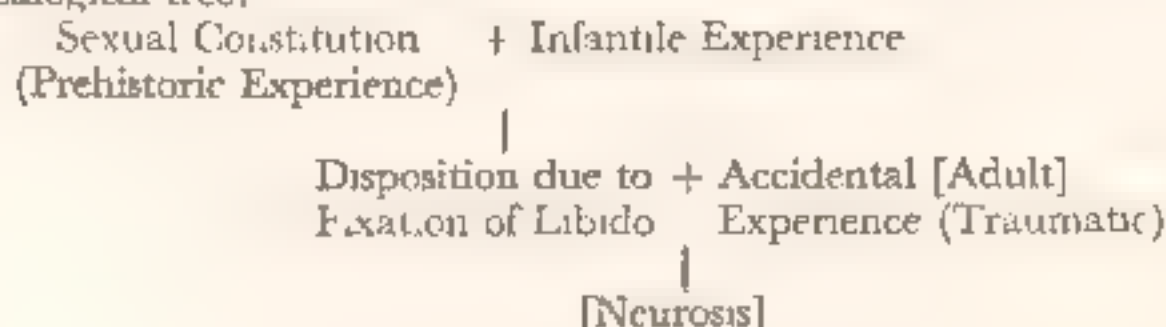 Sexual Constitution + Infantile Experience
(Prehistoric Experience)
Disposition due to + Accidental [Adult]
Fixation of Libido Experience (Traumatic)
[Neurosis]